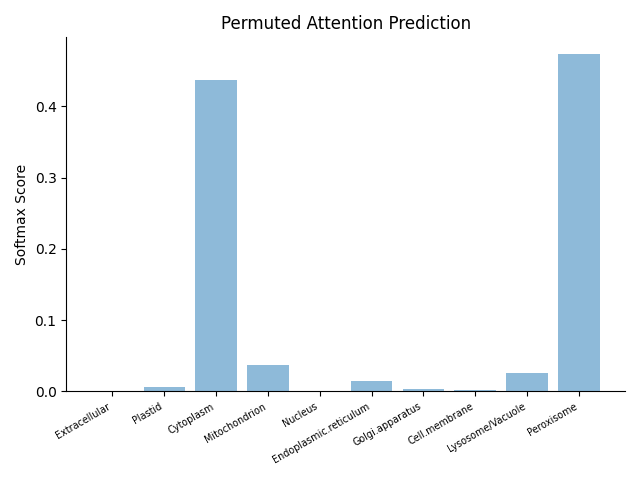 Permuted Attention Prediction
Softmax Score
0.4
0.3
0.2
0.1
0.0
Extracellular
Plastid
Cytoplasm
Mitochondrion
Nucleus
Endoplasmic.reticulum
Golgi.apparatus
Cell.membrane
Lysosome/Vacuole
Peroxisome